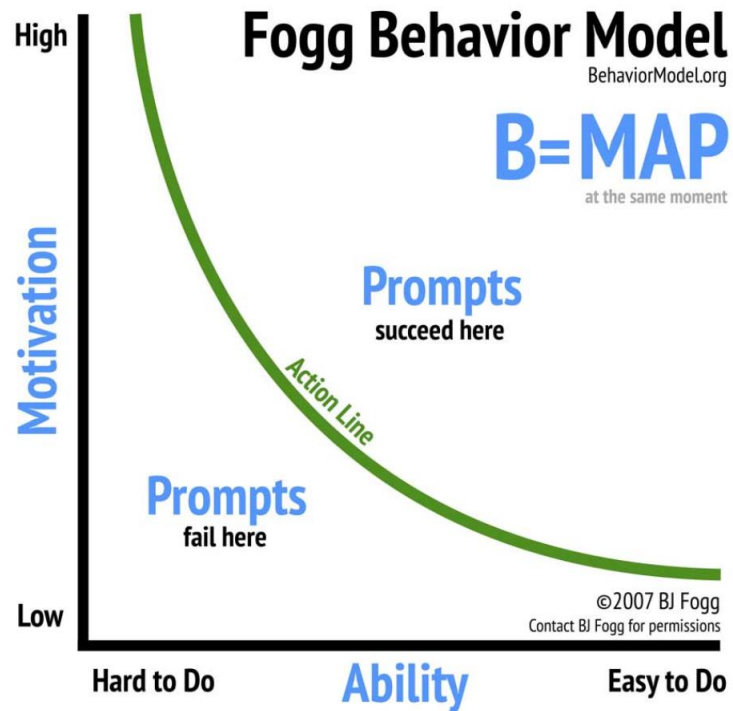 High
Fogg Behavior Model
BehaviorModel.org
B=MAP
at the same moment
Motivation
Prompts
succeed here
Action Line
Prompts
fail here
Low
©2007 BJ Fogg
Contact BJ Fogg for permissions
Hard to Do
Ability
Easy to Do